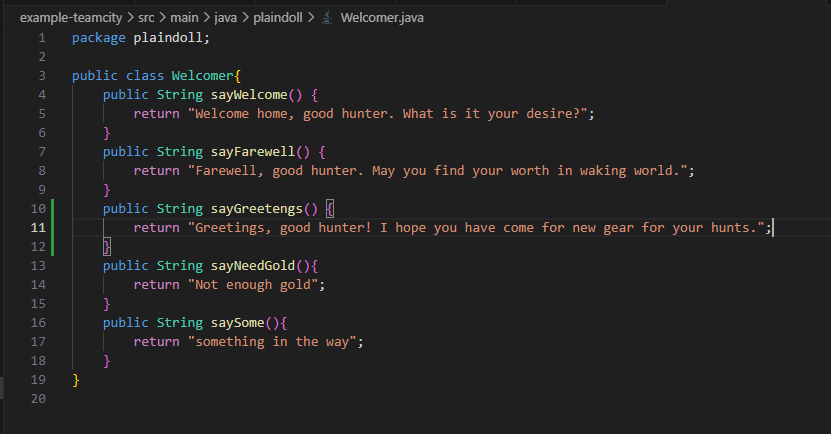 example-teamcity > src > main > java > plaindoll > Welcomer.java
1 package plaindoll;
2
3 public class Welcomer{
4 public String sayWelcome() {
5 return "Welcome home, good hunter. What is it your desire?";
6 }
7 public String sayFarewell() {
8 return "Farewell, good hunter. May you find your worth in waking world.";
9 }
10 public String sayGreetengs() {
11 return "Greetings, good hunter! I hope you have come for new gear for your hunts.";
12 }
13 public String sayNeedGold(){
14 return "Not enough gold";
15 }
16 public String saySome(){
17 return "something in the way";
18 }
19 }
20